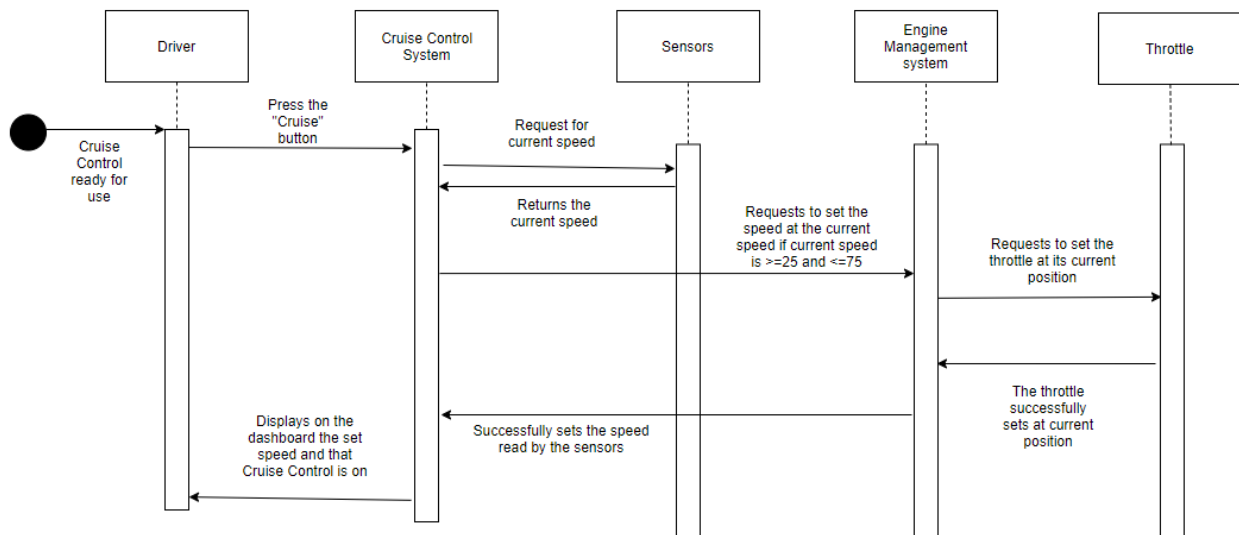 Driver
Cruise Control
System
Sensors
Engine
Management
system
Throttle
Cruise
Control
ready for
use
Press the
"Cruise"
button
Request for
current speed
Returns the
current speed
Requests to set the
speed at the current
speed if current speed
is >=25 and <=75
Requests to set the
throttle at its current
position
The throttle
successfully
sets at current
position
Successfully sets the speed
read by the sensors
Displays on the
dashboard the set
speed and that
Cruise Control is on